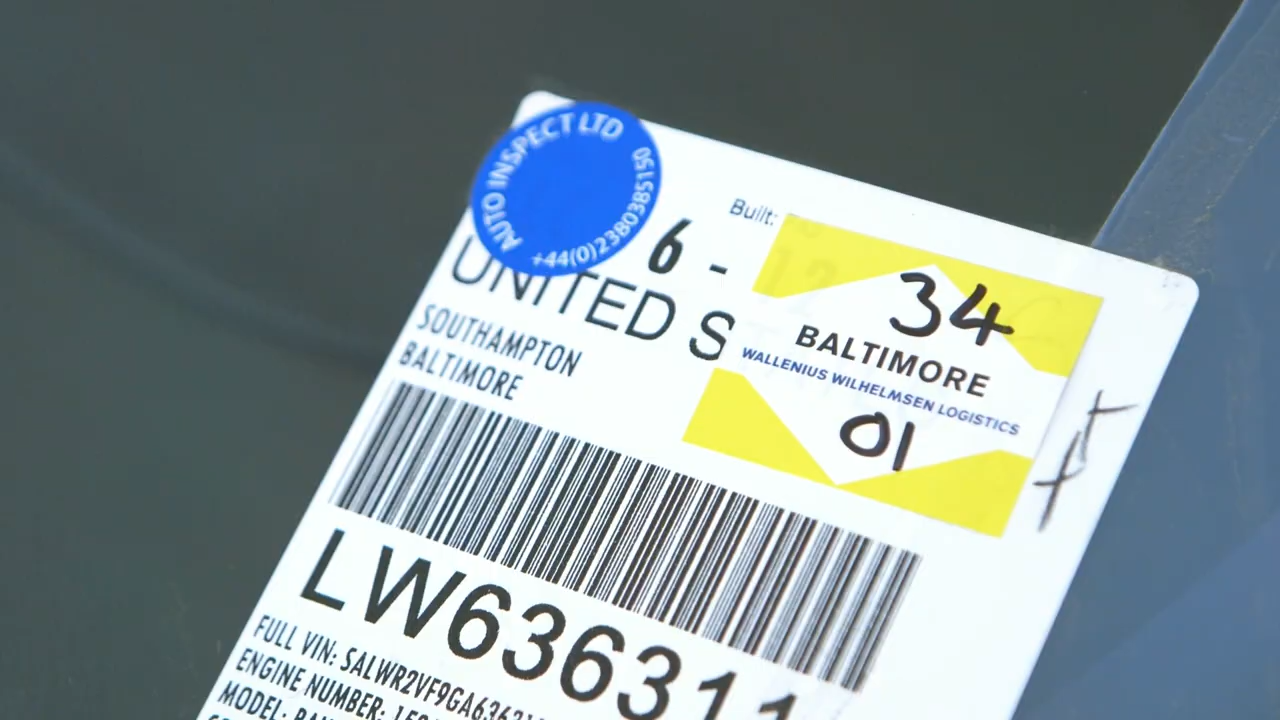 AUTO INSPECT LTD
+44(0)2380385150
Built:
6 -
UNITED S
34
BALTIMORE
WALLENIUS WILHELMSEN LOGISTICS
01
SOUTHAMPTON
BALTIMORE
LW636311
FULL VIN: SALWR2VF9GA6363
ENGINE NUMBER:
MODEL: